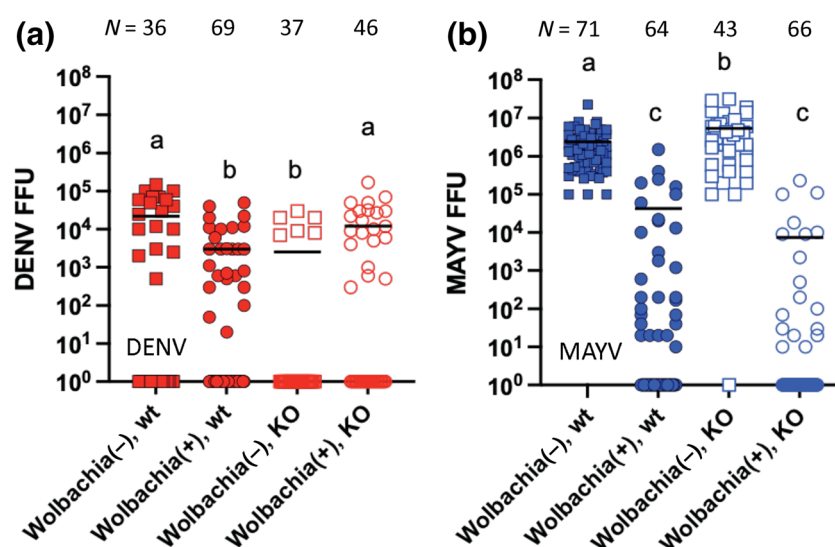 (a) N = 36 69 37 46
10⁸
10⁷
10⁶
10⁵
10⁴
10³
10²
10¹
10⁰
DENV FFU
a b b a
DENV
Wolbachia(−), wt
Wolbachia(+), wt
Wolbachia(−), KO
Wolbachia(+), KO
(b) N = 71 64 43 66
10⁸
10⁷
10⁶
10⁵
10⁴
10³
10²
10¹
10⁰
MAYV FFU
a c b c
MAYV
Wolbachia(−), wt
Wolbachia(+), wt
Wolbachia(−), KO
Wolbachia(+), KO